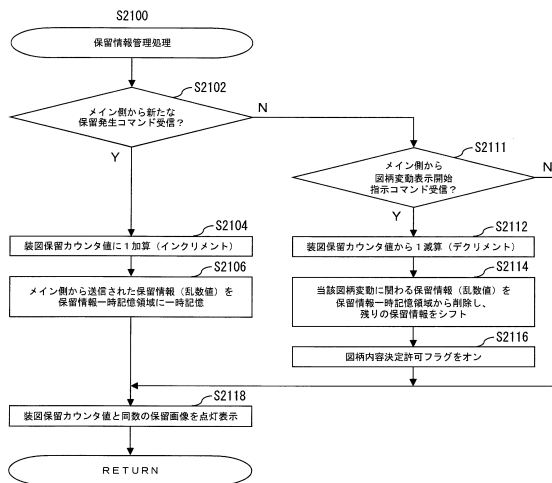 S2100
保留情報管理処理
S2102
メイン側から新たな
保留発生コマンド受信？
N
Y
S2111
メイン側から
図柄変動表示開始
指示コマンド受信？
N
Y
S2104
装図保留カウンタ値に１加算（インクリメント）
S2106
メイン側から送信された保留情報（乱数値）を
保留情報一時記憶領域に一時記憶
S2112
装図保留カウンタ値から１減算（デクリメント）
S2114
当該図柄変動に関わる保留情報（乱数値）を
保留情報一時記憶領域から削除し、
残りの保留情報をシフト
S2116
図柄内容決定許可フラグをオン
S2118
装図保留カウンタ値と同数の保留画像を点灯表示
ＲＥＴＵＲＮ